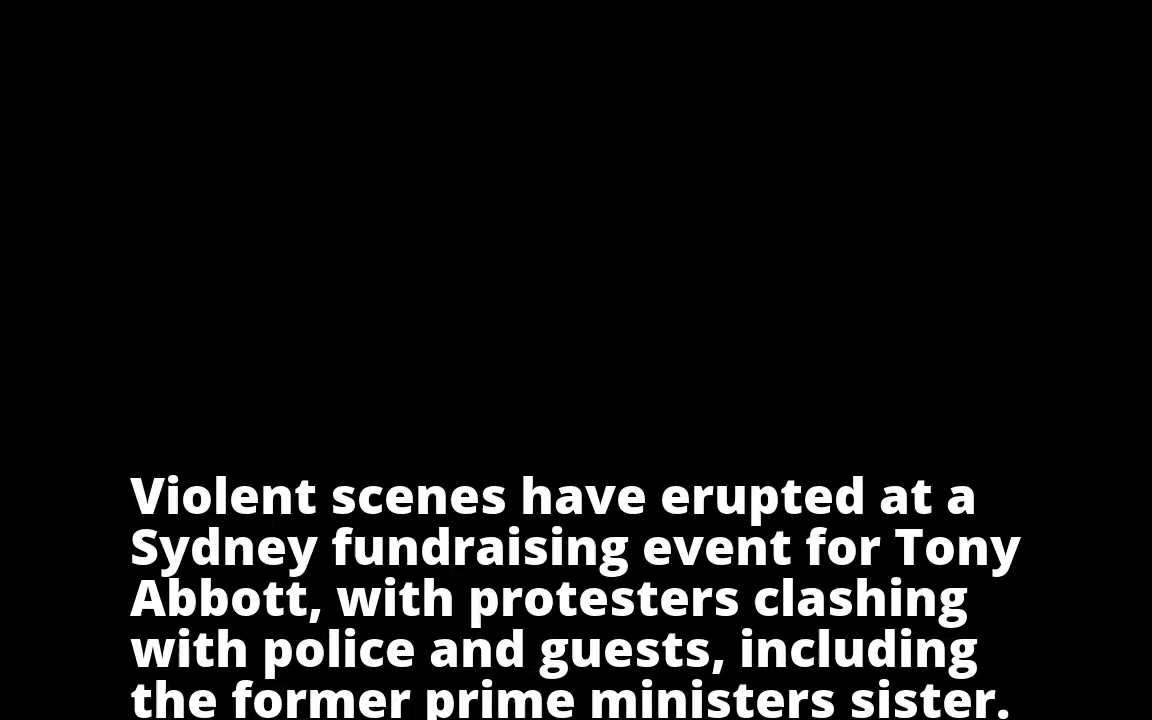 Violent scenes have erupted at a
Sydney fundraising event for Tony
Abbott, with protesters clashing
with police and guests, including
the former prime ministers sister.